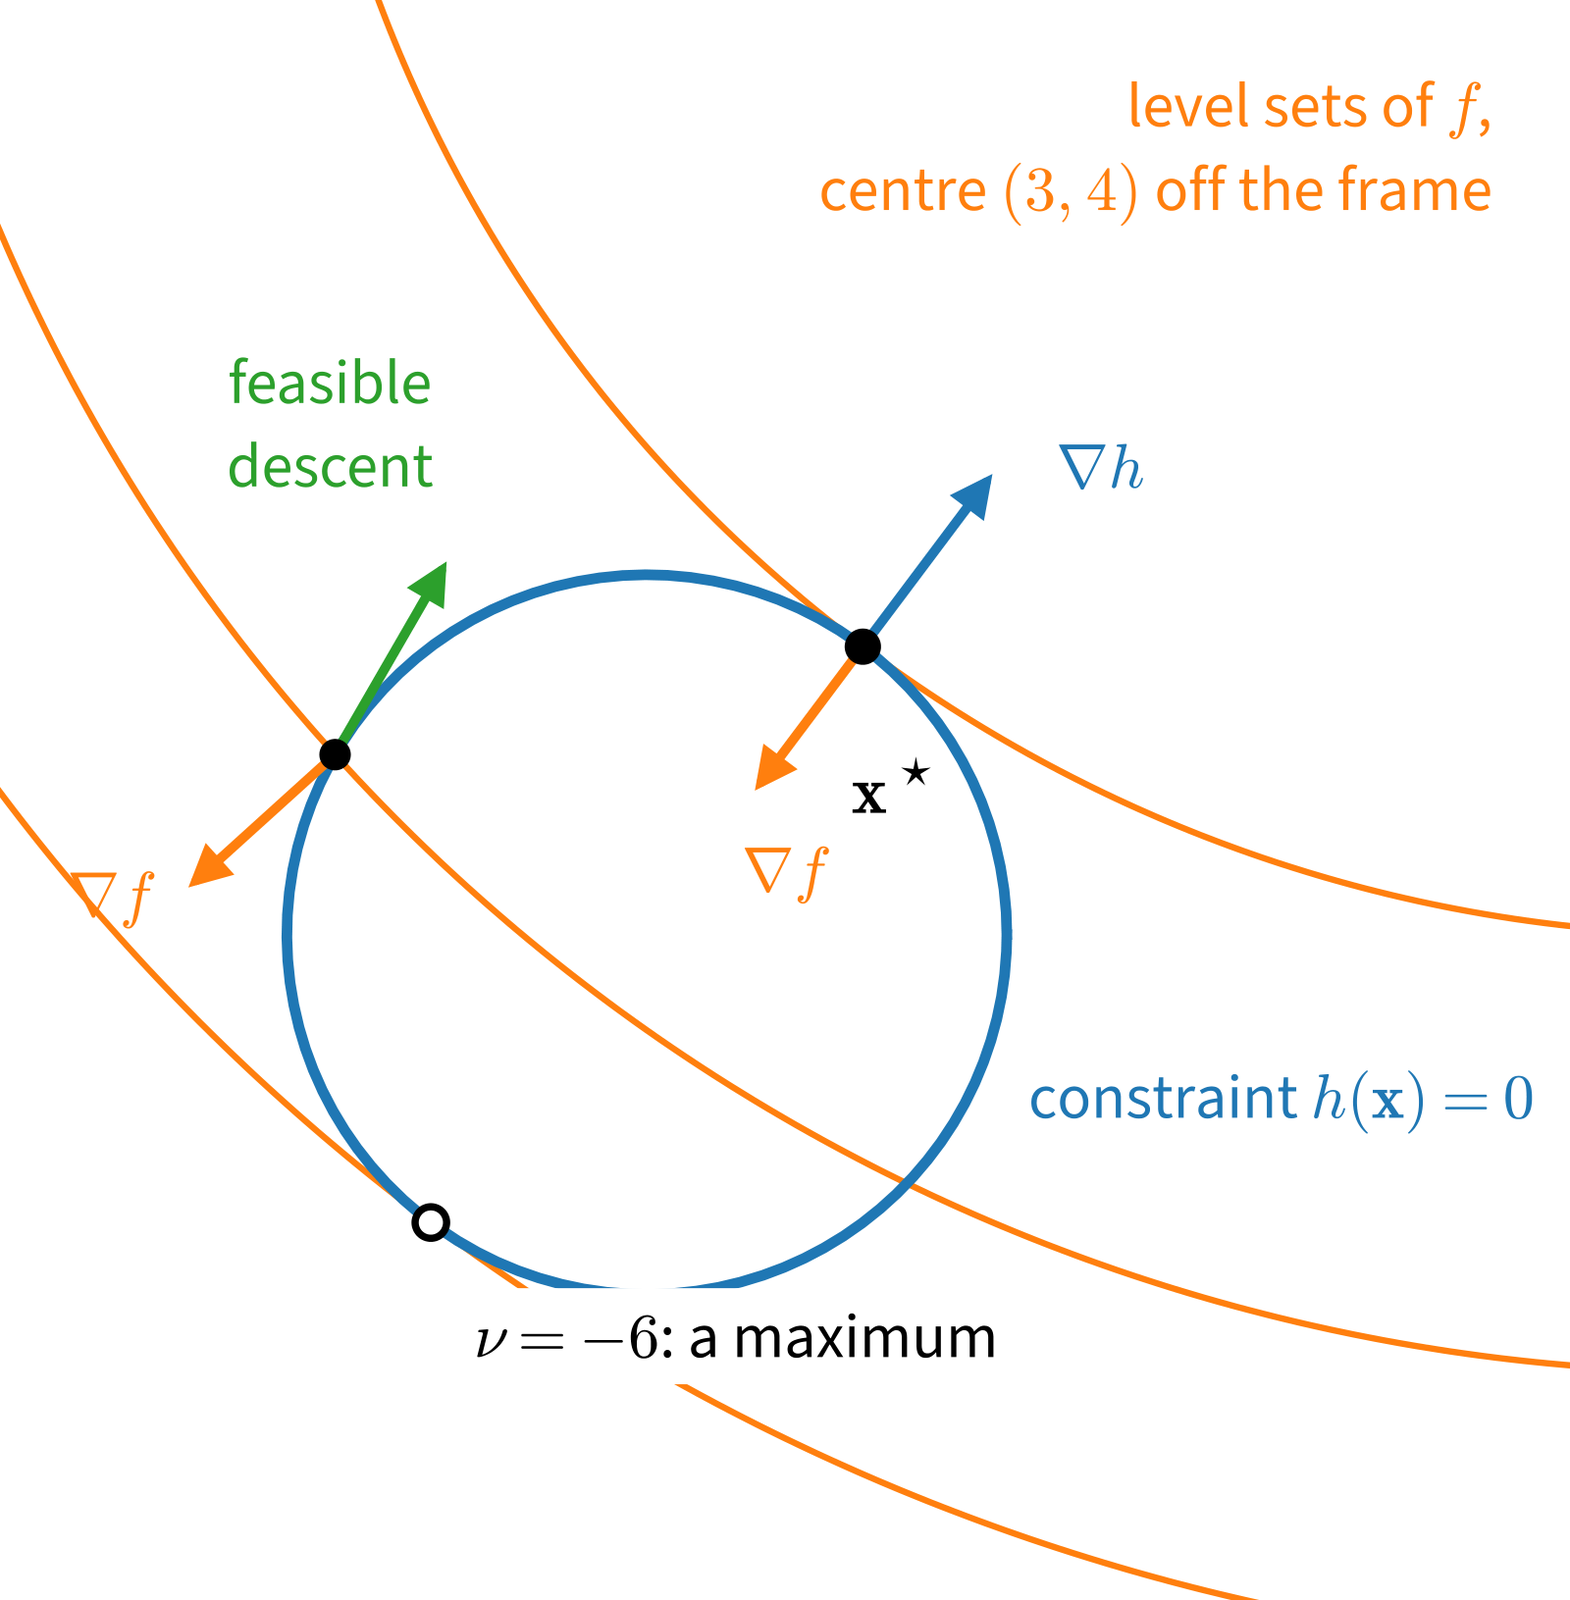 level sets of f,
centre (3, 4) off the frame
feasible
descent
∇h
x⋆
∇f
∇f
constraint h(x) = 0
ν = −6: a maximum